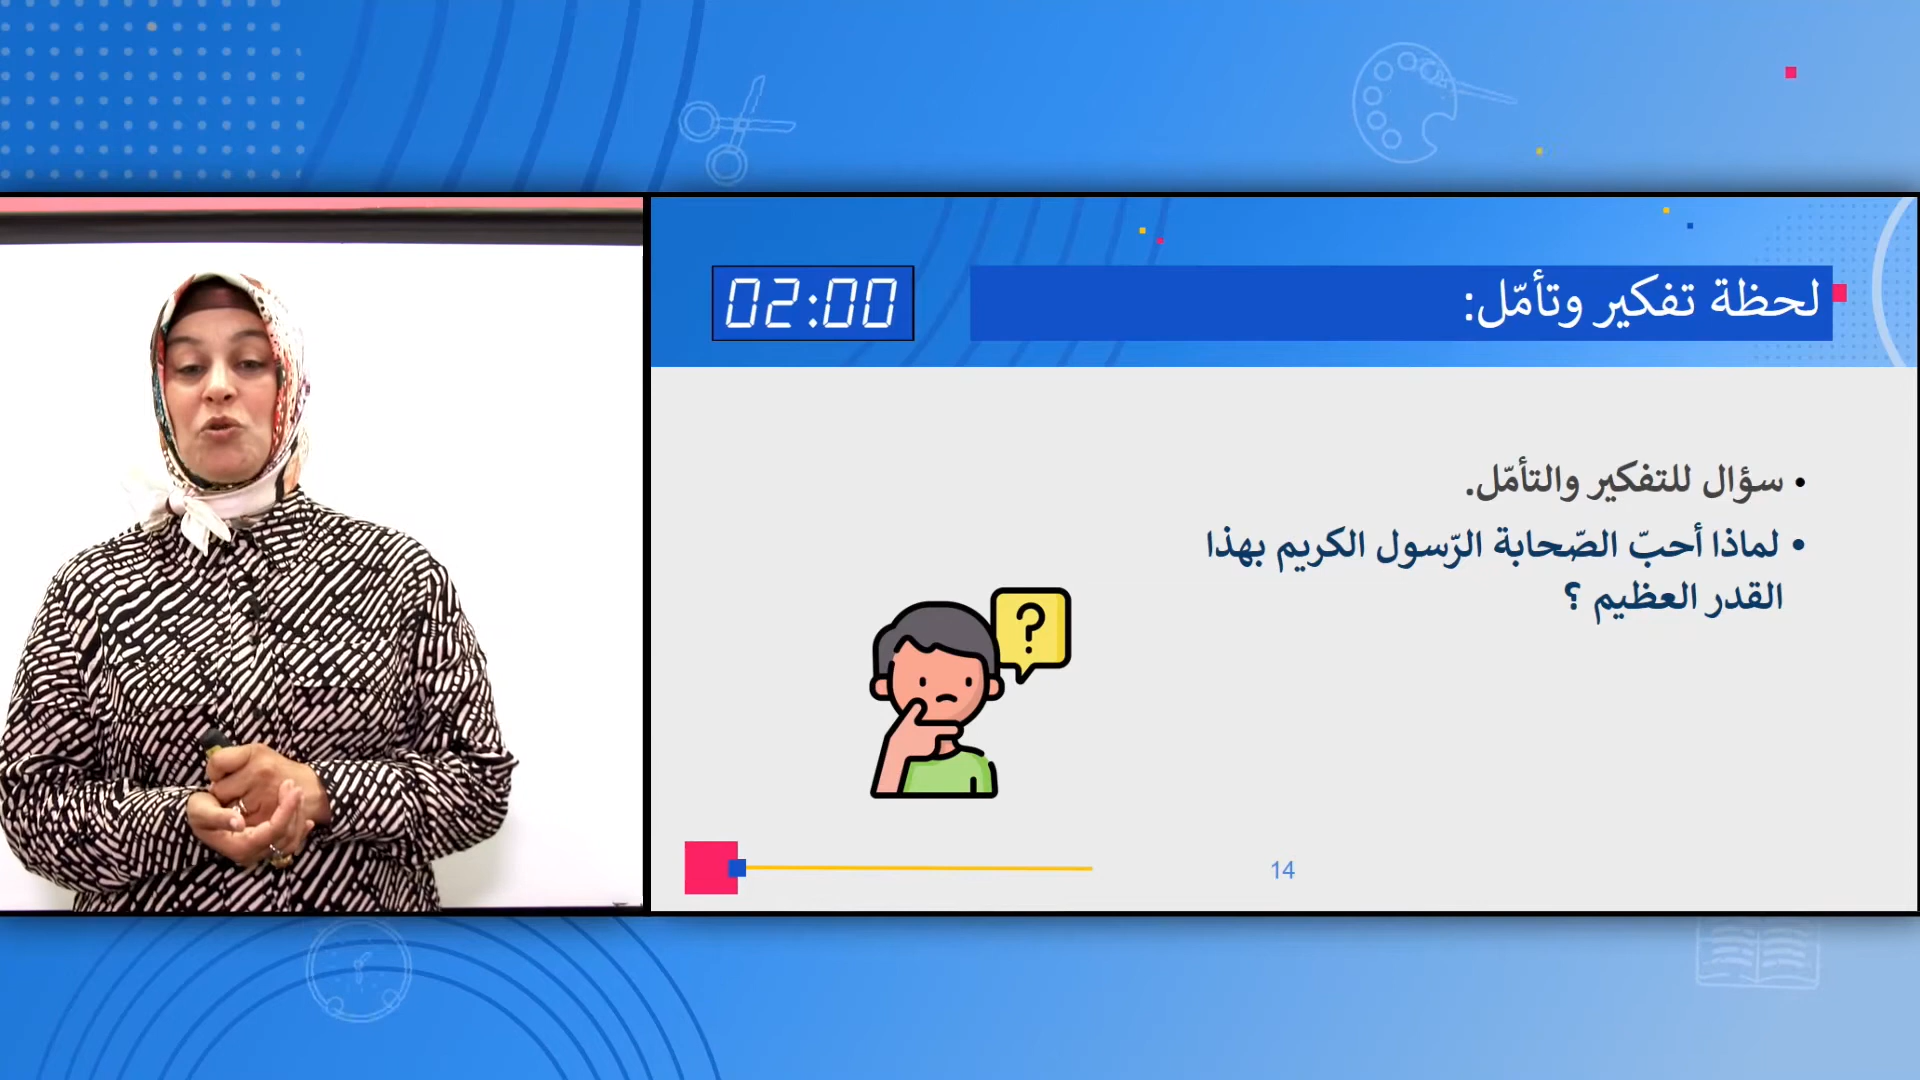 لحظة تفكير وتأمّل:
02:00
• سؤال للتفكير والتأمّل.
• لماذا أحبّ الصّحابة الرّسول الكريم بهذا
القدر العظيم ؟
?
14